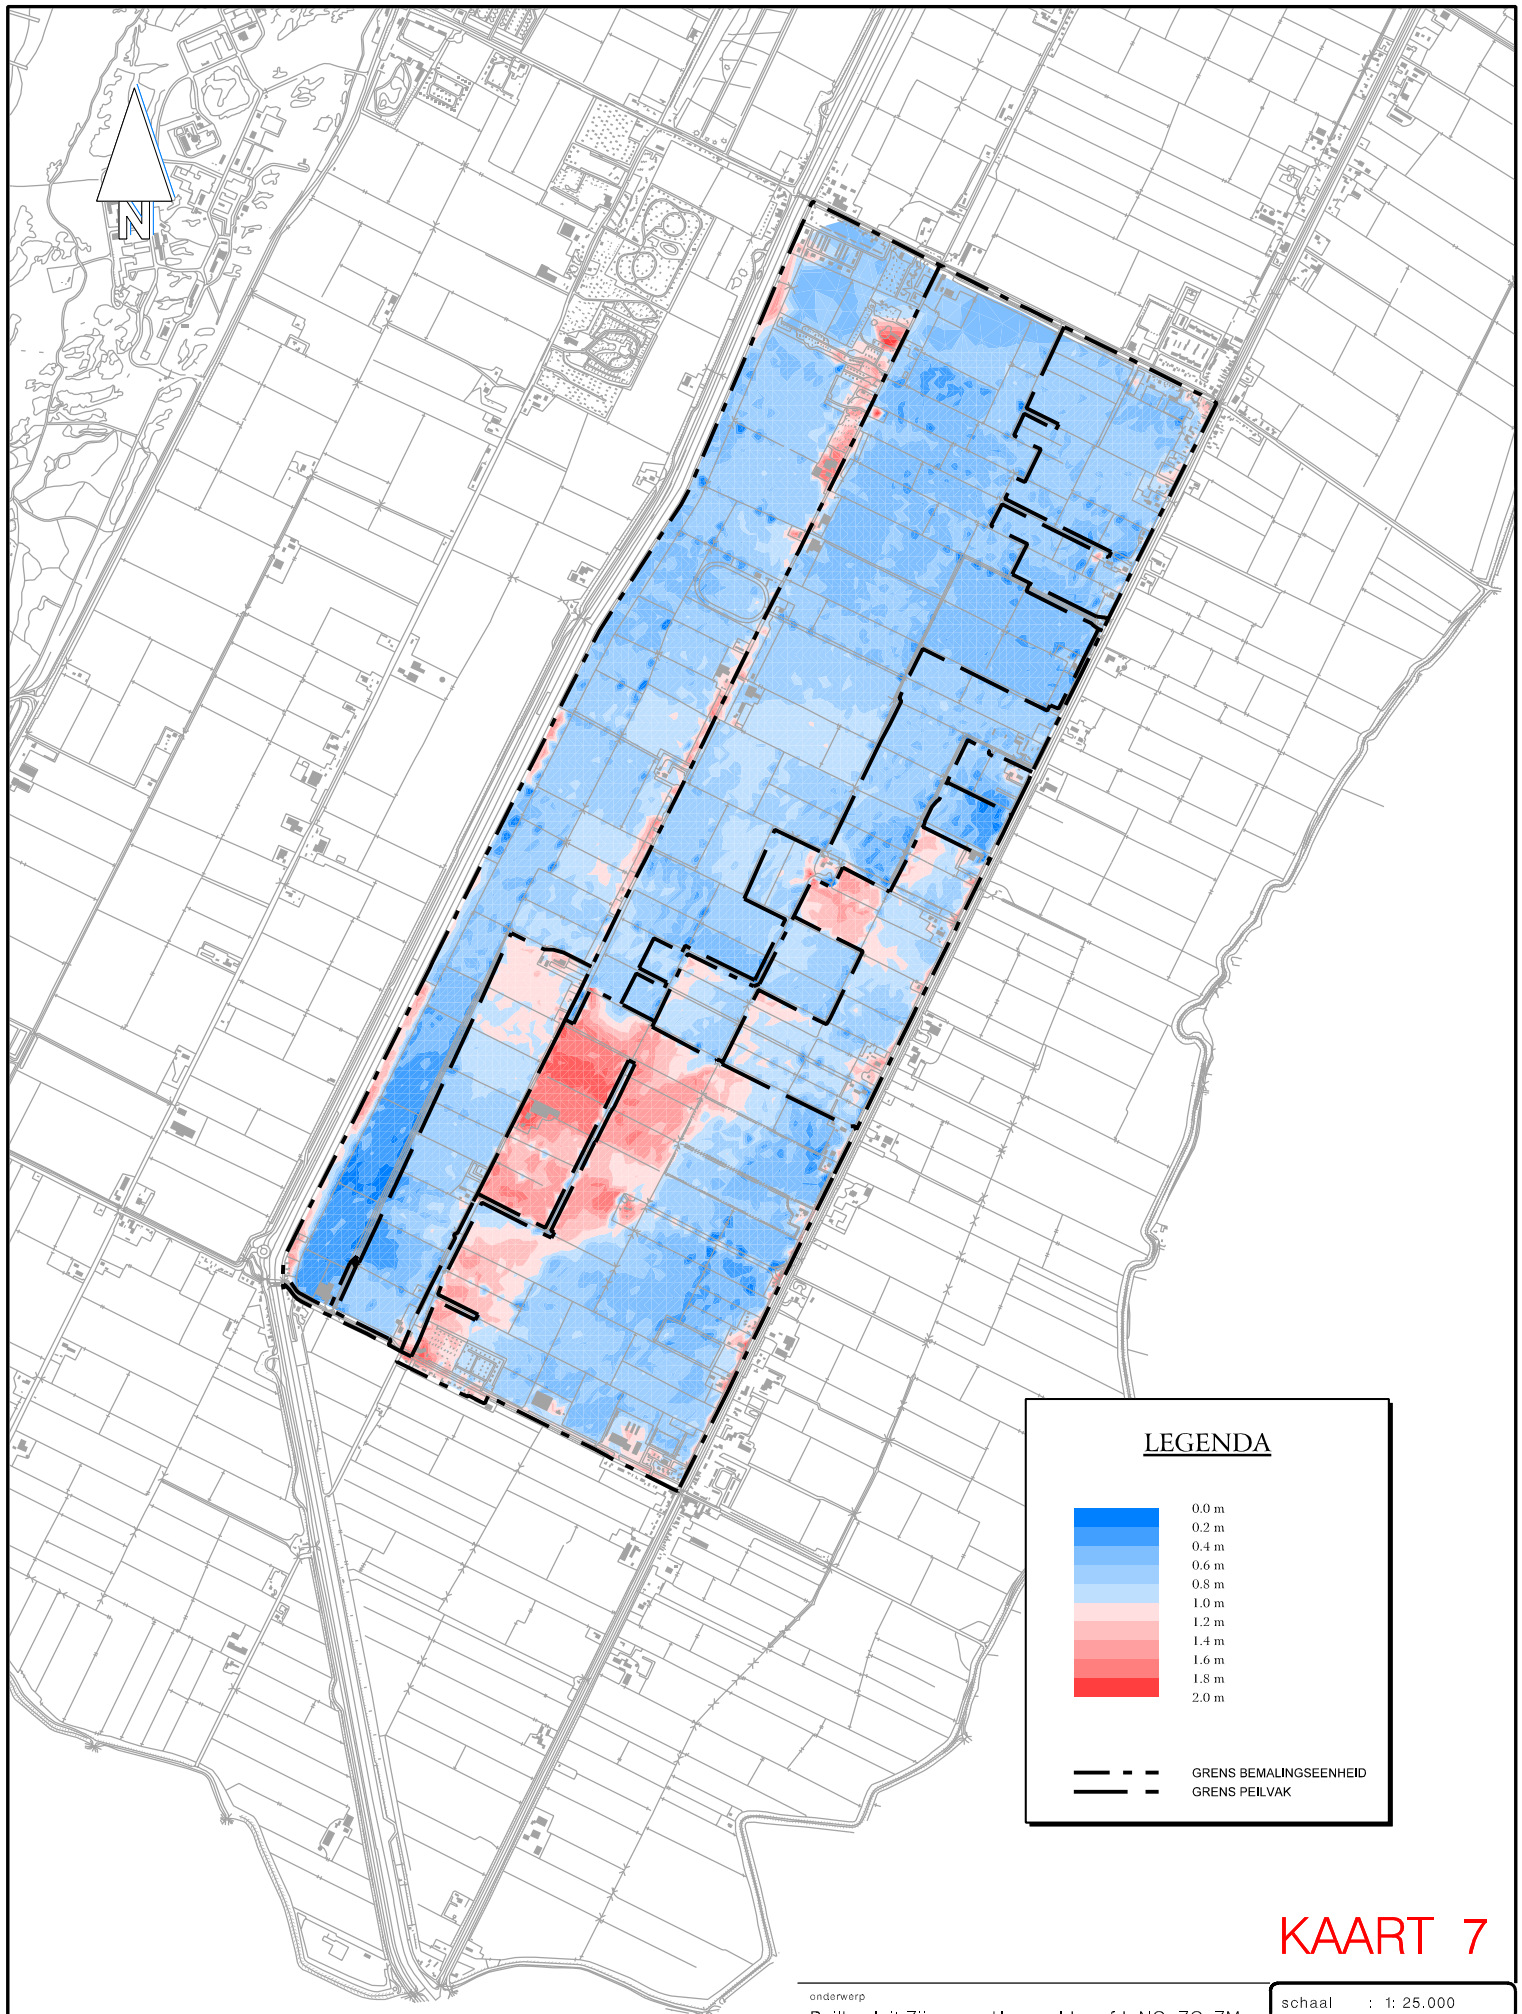 N
LEGENDA
0.0 m
0.2 m
0.4 m
0.6 m
0.8 m
1.0 m
1.2 m
1.4 m
1.6 m
1.8 m
2.0 m
GRENS BEMALINGSEENHEID
GRENS PEILVAK
KAART 7
onderwerp
schaal : 1: 25.000